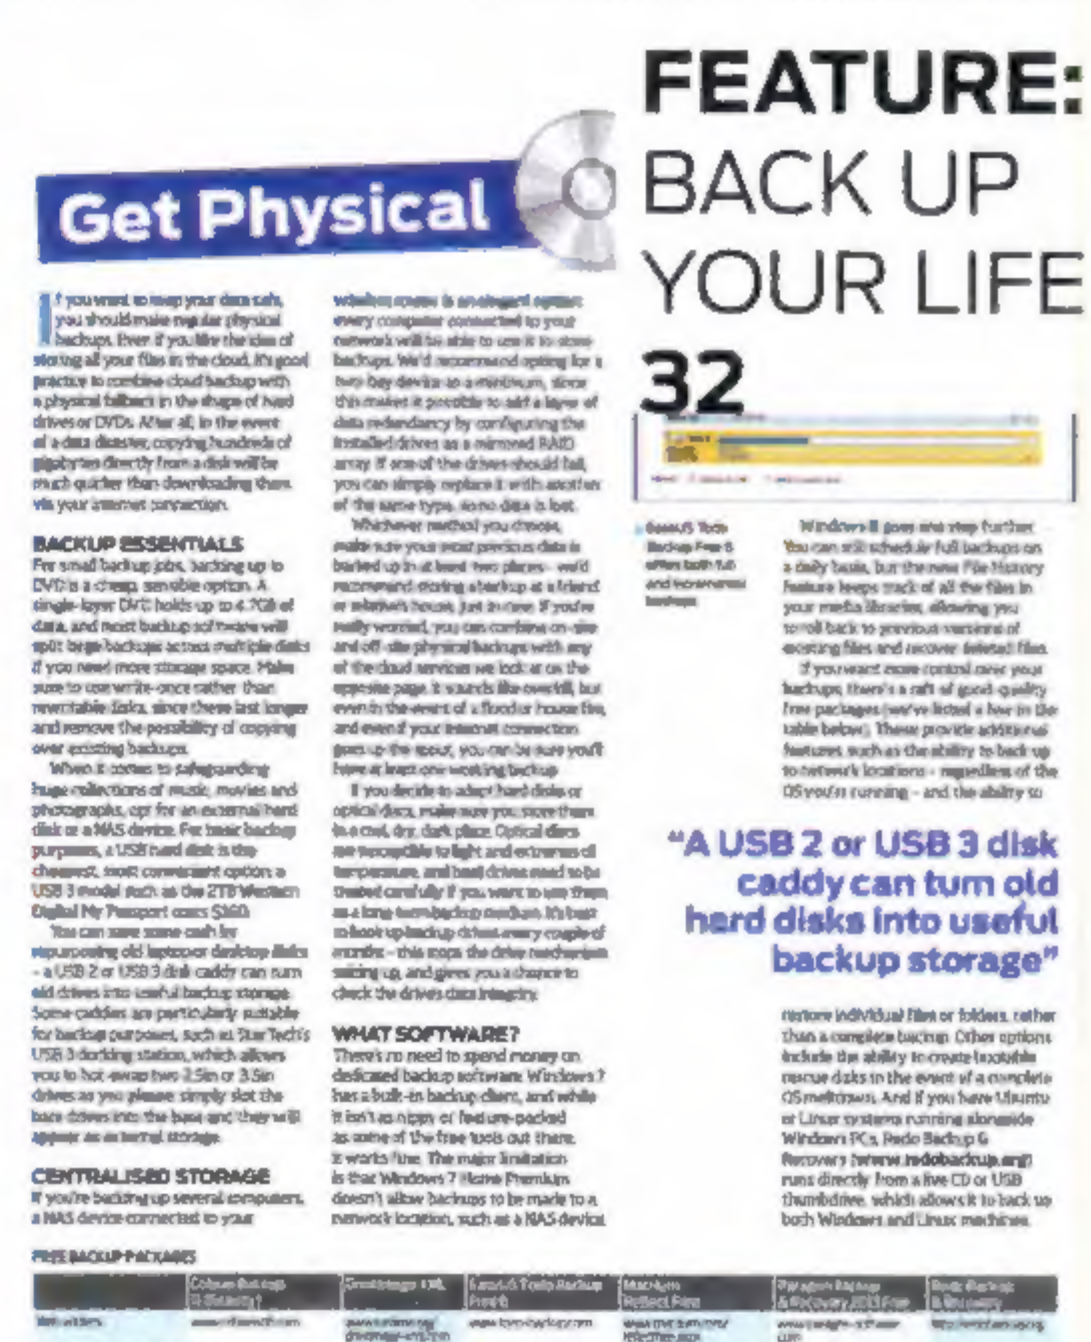 FEATURE:
BACK UP
YOUR LIFE
32
Get Physical
If you want to keep your data safe,
you should make regular physical
backups. Even if you like the idea of
storing all your files in the cloud, it's good
practice to combine cloud backup with
a physical fallback in the shape of hard
drives or DVDs. After all, in the event
of a data disaster, copying hundreds of
gigabytes directly from a disk will be
much quicker than downloading them
via your internet connection.
BACKUP ESSENTIALS
For small backup jobs, backing up to
DVD is a cheap, sensible option. A
single-layer DVD holds up to 4.7GB of
data, and most backup software will
split large backups across multiple disks
if you need more storage space. Make
sure to use write-once rather than
rewritable disks, since these last longer
and remove the possibility of copying
over existing backups.
When it comes to safeguarding
huge collections of music, movies and
photographs, opt for an external hard
disk or a NAS device. For basic backup
purposes, a USB hard disk is the
cheapest, most convenient option: a
USB 3 model such as the 2TB Western
Digital My Passport costs
You can save some cash by
repurposing old laptop or desktop disks
- a USB 2 or USB 3 disk caddy can turn
old drives into useful backup storage.
Some caddies are particularly suitable
for backup purposes, such as StarTech's
USB 3 docking station, which allows
you to hot-swap two 2.5in or 3.5in
drives as you please: simply slot the
bare drives into the base and they will
appear as external storage.
CENTRALISED STORAGE
If you're backing up several computers,
a NAS device connected to your
wireless router is an elegant option:
every computer connected to your
network will be able to use it to store
backups. We'd recommend opting for a
two-bay device as a minimum, since
this makes it possible to add a layer of
data redundancy by configuring the
installed drives as a mirrored RAID
array. If one of the drives should fail,
you can simply replace it with another
of the same type, so no data is lost.
Whichever method you choose,
make sure your most precious data is
backed up in at least two places - we'd
recommend storing a backup at a friend
or relative's house, just in case. If you're
really worried, you can combine on-site
and off-site physical backups with any
of the cloud services we look at on the
opposite page. It sounds like overkill, but
even in the event of a flood or house fire,
and even if your internet connection
goes up the spout, you can be sure you'll
have at least one working backup.
If you decide to adopt hard disks or
optical discs, make sure you store them
in a cool, dry, dark place. Optical discs
are susceptible to light and extremes of
temperature, and hard drives need to be
treated carefully if you want to use them
as a long-term backup medium. It's best
to hook up backup drives every couple of
months - this stops the drive mechanism
seizing up, and gives you a chance to
check the drive's data integrity.
WHAT SOFTWARE?
There's no need to spend money on
dedicated backup software. Windows 7
has a built-in backup client, and while
it isn't as nippy or feature-packed
as some of the free tools out there,
it works fine. The major limitation
is that Windows 7 Home Premium
doesn't allow backups to be made to a
network location, such as a NAS device.
EaseUS Todo
Backup Free
offers both full
and incremental
backups
Windows 8 goes one step further.
You can still schedule full backups on
a daily basis, but the new File History
feature keeps track of all the files in
your media libraries, allowing you
to roll back to previous versions of
existing files and recover deleted files.
If you want more control over your
backups, there's a raft of good-quality
free packages (we've listed a few in the
table below). These provide additional
features such as the ability to back up
to network locations - regardless of the
OS you're running - and the ability to
"A USB 2 or USB 3 disk
caddy can turn old
hard disks into useful
backup storage"
restore individual files or folders, rather
than a complete backup. Other options
include the ability to create bootable
rescue disks in the event of a complete
OS meltdown. And if you have Ubuntu
or Linux systems running alongside
Windows PCs, Redo Backup &
Recovery (www.redobackup.org)
runs directly from a live CD or USB
thumbdrive, which allows it to back up
both Windows and Linux machines.
FREE BACKUP PACKAGES